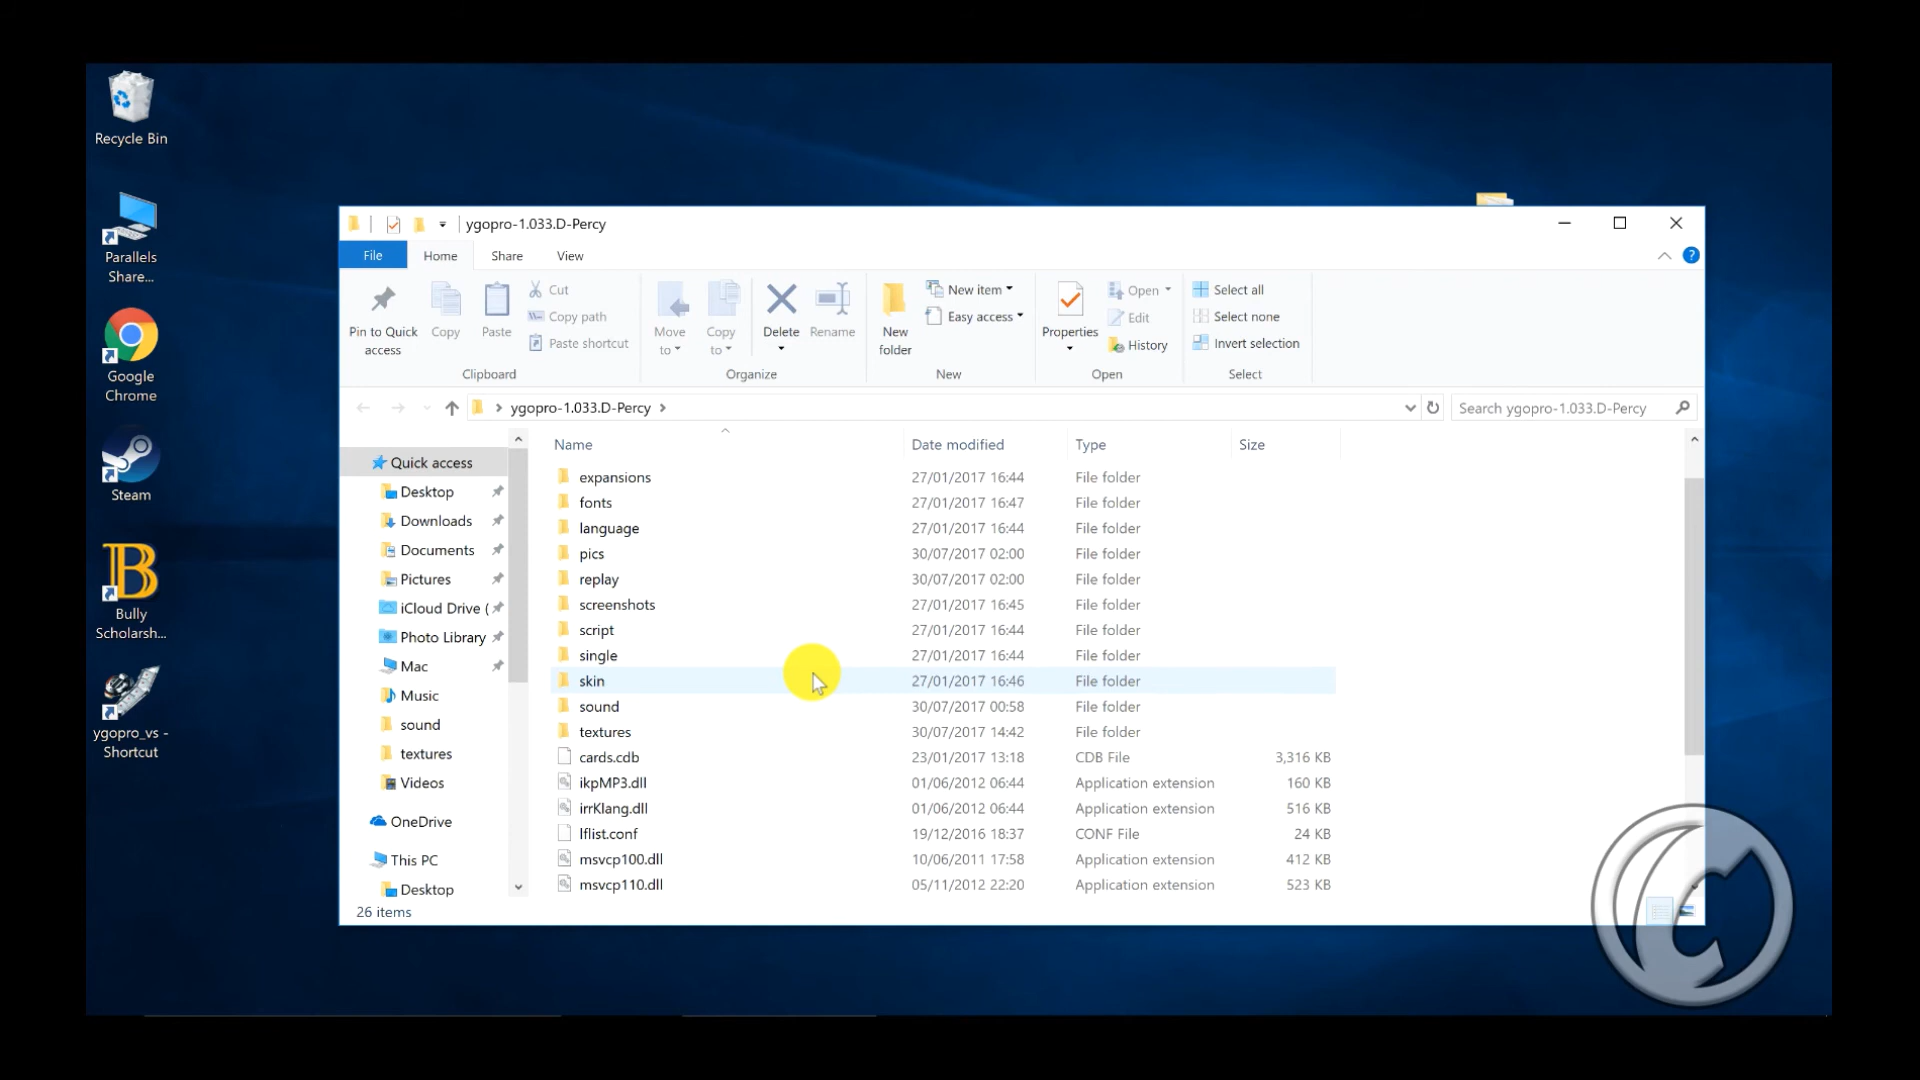 Recycle Bin
Parallels
Share...
Google
Chrome
Steam
B
Bully
Scholarsh...
ygopro_vs -
Shortcut
ygopro-1.033.D-Percy
File
Home
Share
View
?
Pin to Quick
access
Copy
Paste
Cut
Copy path
Paste shortcut
Clipboard
Move
to
Copy
to
Delete
Rename
Organize
New
folder
New item
Easy access
New
Properties
Open
Edit
History
Open
Select all
Select none
Invert selection
Select
ygopro-1.033.D-Percy
Search ygopro-1.033.D-Percy
Quick access
Desktop
Downloads
Documents
Pictures
iCloud Drive (
Photo Library
Mac
Music
sound
textures
Videos
OneDrive
This PC
Desktop
Name Date modified Type Size
expansions 27/01/2017 16:44 File folder
fonts 27/01/2017 16:47 File folder
language 27/01/2017 16:44 File folder
pics 30/07/2017 02:00 File folder
replay 30/07/2017 02:00 File folder
screenshots 27/01/2017 16:45 File folder
script 27/01/2017 16:44 File folder
single 27/01/2017 16:44 File folder
skin 27/01/2017 16:46 File folder
sound 30/07/2017 00:58 File folder
textures 30/07/2017 14:42 File folder
cards.cdb 23/01/2017 13:18 CDB File 3,316 KB
ikpMP3.dll 01/06/2012 06:44 Application extension 160 KB
irrKlang.dll 01/06/2012 06:44 Application extension 516 KB
lflist.conf 19/12/2016 18:37 CONF File 24 KB
msvcp100.dll 10/06/2011 17:58 Application extension 412 KB
msvcp110.dll 05/11/2012 22:20 Application extension 523 KB
26 items